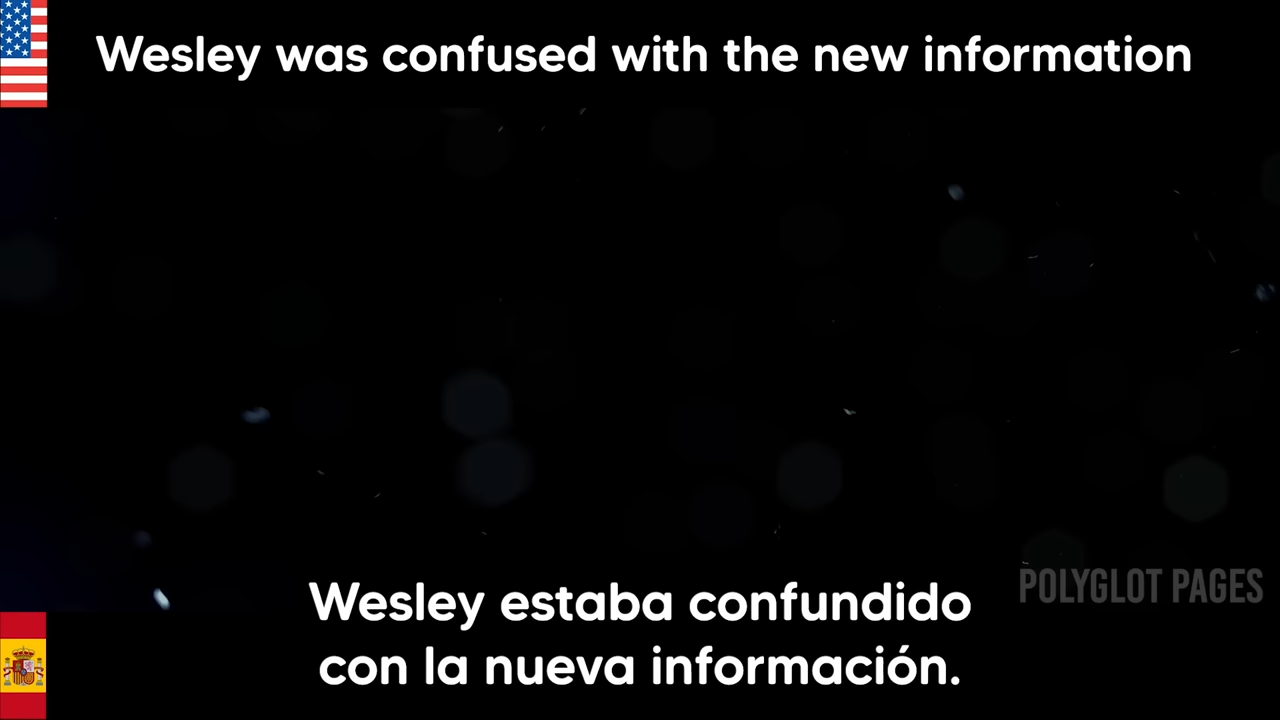 Wesley was confused with the new information
POLYGLOT PAGES
Wesley estaba confundido
con la nueva información.